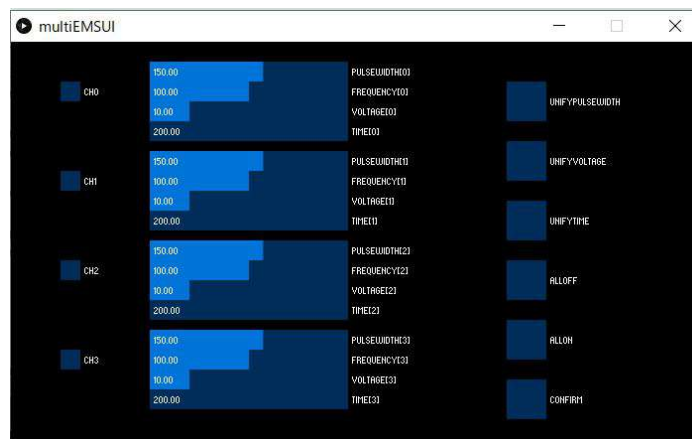 multiEMSUI
CH0
150.00 PULSEWIDTH[0]
100.00 FREQUENCY[0]
10.00 VOLTAGE[0]
200.00 TIME[0]
CH1
150.00 PULSEWIDTH[1]
100.00 FREQUENCY[1]
10.00 VOLTAGE[1]
200.00 TIME[1]
CH2
150.00 PULSEWIDTH[2]
100.00 FREQUENCY[2]
10.00 VOLTAGE[2]
200.00 TIME[2]
CH3
150.00 PULSEWIDTH[3]
100.00 FREQUENCY[3]
10.00 VOLTAGE[3]
200.00 TIME[3]
UNIFYPULSEWIDTH
UNIFYVOLTAGE
UNIFYTIME
ALLOFF
ALLON
CONFIRM